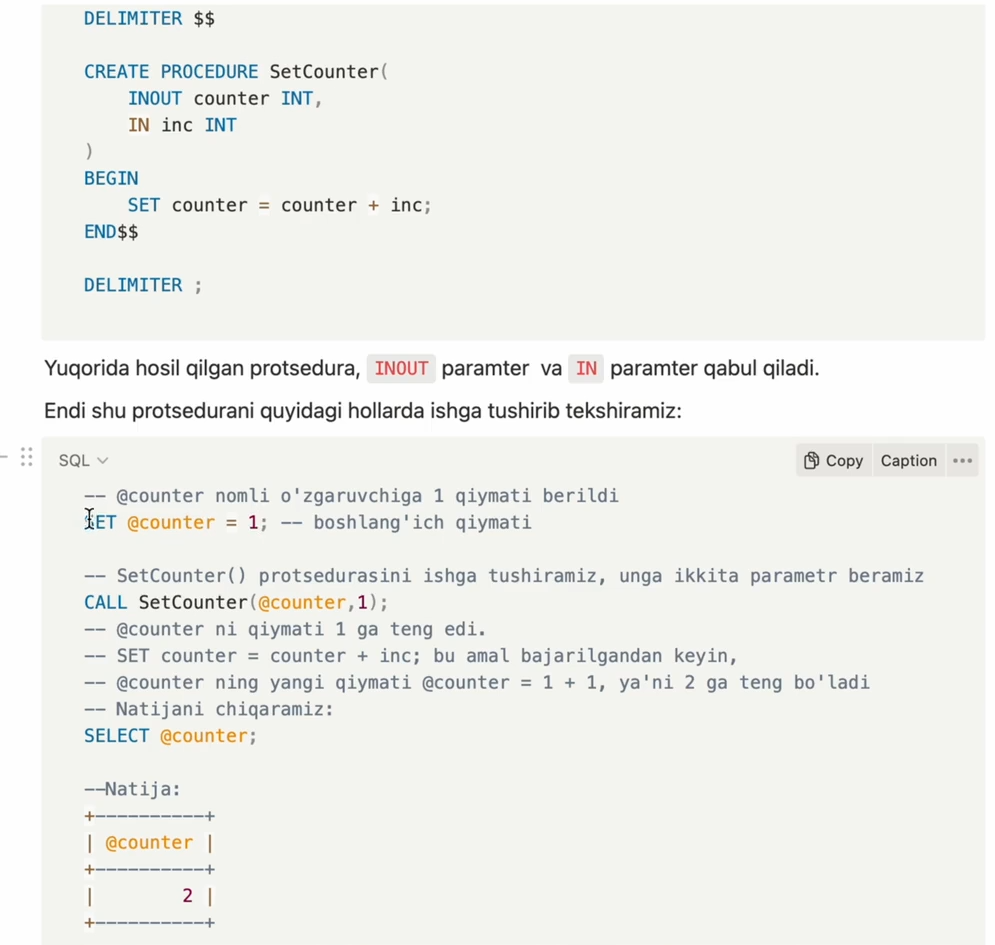 DELIMITER $$
CREATE PROCEDURE SetCounter(
INOUT counter INT,
IN inc INT
)
BEGIN
SET counter = counter + inc;
END$$
DELIMITER ;
Yuqorida hosil qilgan protsedura, INOUT paramter va IN paramter qabul qiladi.
Endi shu protsedurani quyidagi hollarda ishga tushirib tekshiramiz:
SQL Copy Caption •••
-- @counter nomli o'zgaruvchiga 1 qiymati berildi
SET @counter = 1; -- boshlang'ich qiymati
-- SetCounter() protsedurasini ishga tushiramiz, unga ikkita parametr beramiz
CALL SetCounter(@counter,1);
-- @counter ni qiymati 1 ga teng edi.
-- SET counter = counter + inc; bu amal bajarilgandan keyin,
-- @counter ning yangi qiymati @counter = 1 + 1, ya'ni 2 ga teng bo'ladi
-- Natijani chiqaramiz:
SELECT @counter;
--Natija:
+----------+
| @counter |
+----------+
|        2 |
+----------+